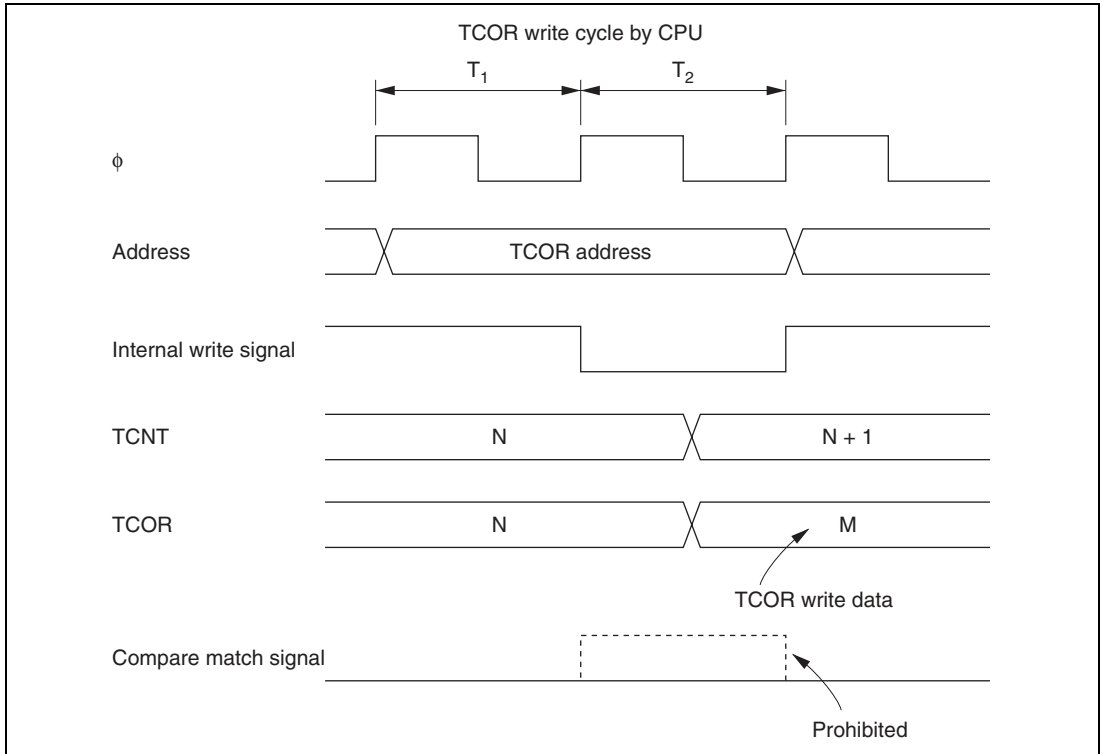 TCOR write cycle by CPU
T1 T2
ϕ
Address TCOR address
Internal write signal
TCNT N N + 1
TCOR N M
TCOR write data
Compare match signal
Prohibited